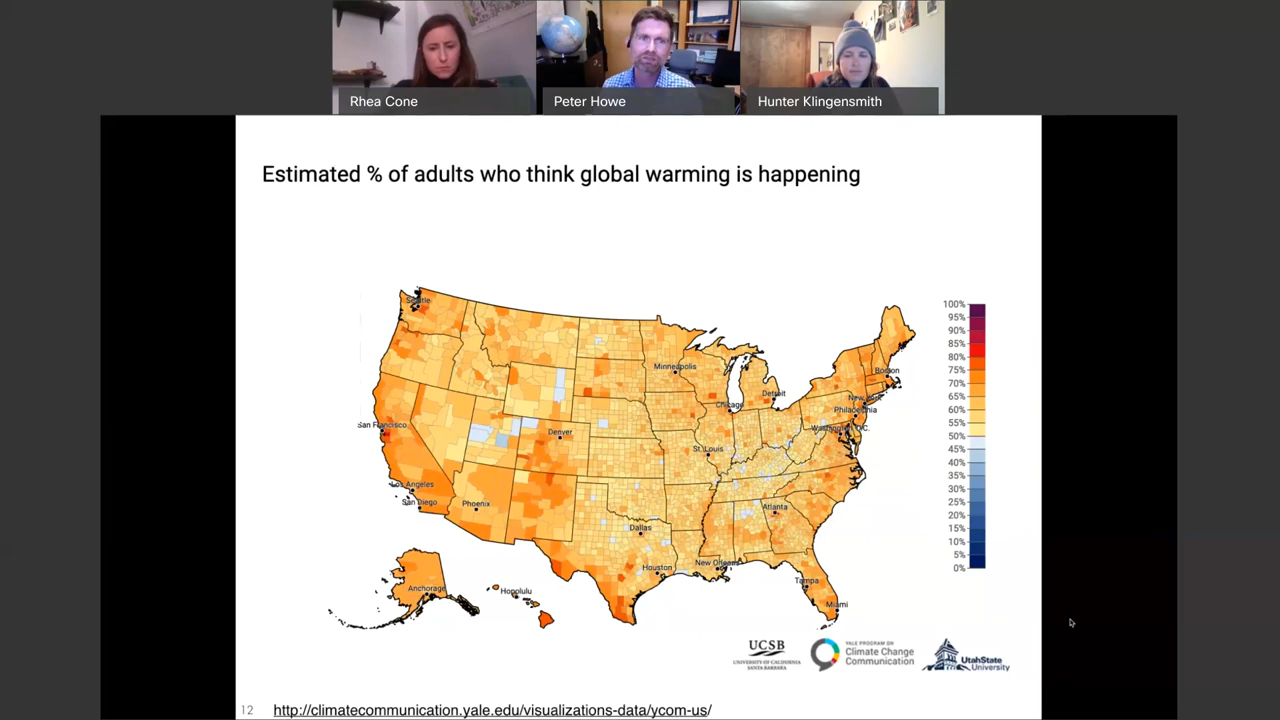 Rhea Cone
Peter Howe
Hunter Klingensmith
Estimated % of adults who think global warming is happening
Seattle
Minneapolis
Boston
Detroit
New York
Chicago
Philadelphia
San Francisco
Denver
Washington, D.C.
St. Louis
Los Angeles
San Diego
Phoenix
Atlanta
Dallas
Houston
New Orleans
Tampa
Anchorage
Honolulu
Miami
100%
95%
90%
85%
80%
75%
70%
65%
60%
55%
50%
45%
40%
35%
30%
25%
20%
15%
10%
5%
0%
UCSB
UNIVERSITY OF CALIFORNIA
SANTA BARBARA
YALE PROGRAM ON
Climate Change
Communication
UtahState
University
12
http://climatecommunication.yale.edu/visualizations-data/ycom-us/